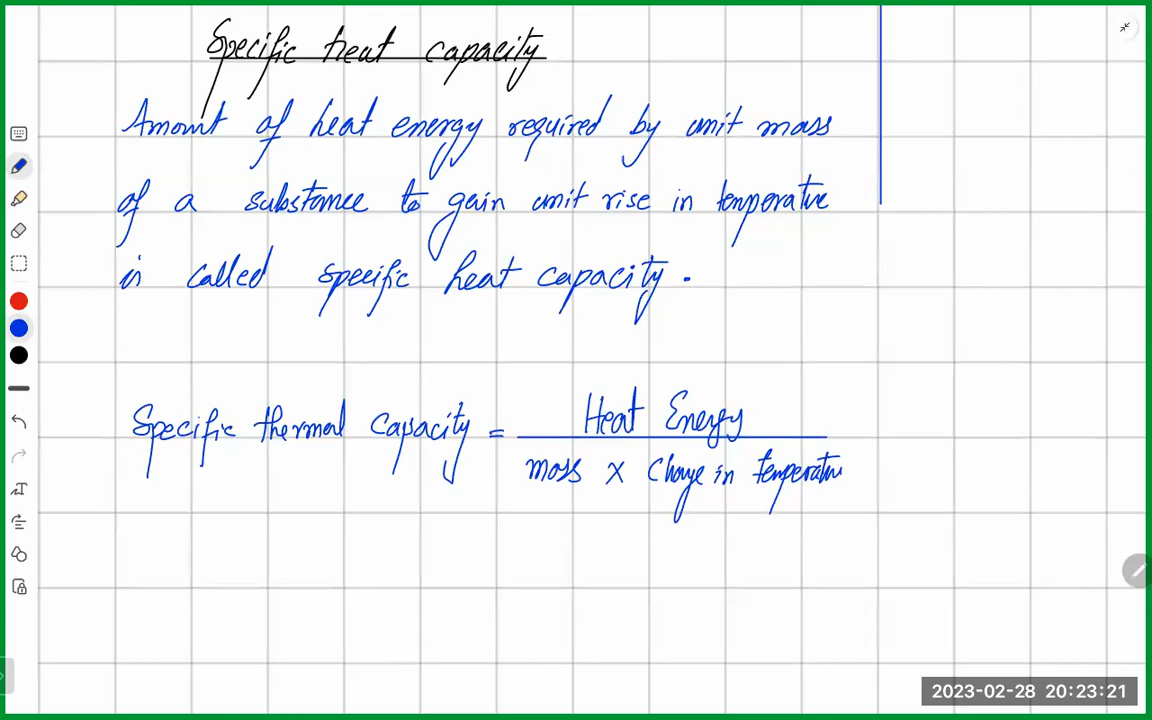 Specific heat capacity
Amount of heat energy required by unit mass
of a substance to gain unit rise in temperature
is called specific heat capacity.
Specific thermal Capacity = Heat Energy
mass × Change in temperature
2023-02-28 20:23:21